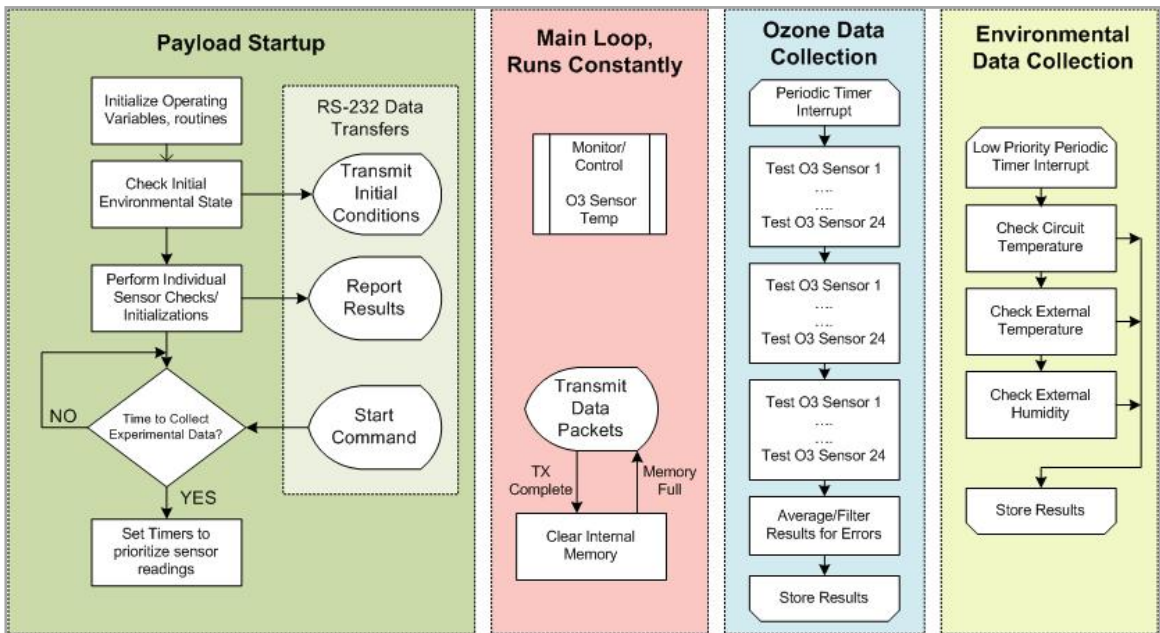 Payload Startup
Initialize Operating
Variables, routines
Check Initial
Environmental State
Perform Individual
Sensor Checks/
Initializations
NO
Time to Collect
Experimental Data?
YES
Set Timers to
prioritize sensor
readings
RS-232 Data
Transfers
Transmit
Initial
Conditions
Report
Results
Start
Command
Main Loop,
Runs Constantly
Monitor/
Control
O3 Sensor
Temp
Transmit
Data
Packets
TX
Complete
Memory
Full
Clear Internal
Memory
Ozone Data
Collection
Periodic Timer
Interrupt
Test O3 Sensor 1
....
....
Test O3 Sensor 24
Test O3 Sensor 1
....
....
Test O3 Sensor 24
Test O3 Sensor 1
....
....
Test O3 Sensor 24
Average/Filter
Results for Errors
Store Results
Environmental
Data Collection
Low Priority Periodic
Timer Interrupt
Check Circuit
Temperature
Check External
Temperature
Check External
Humidity
Store Results